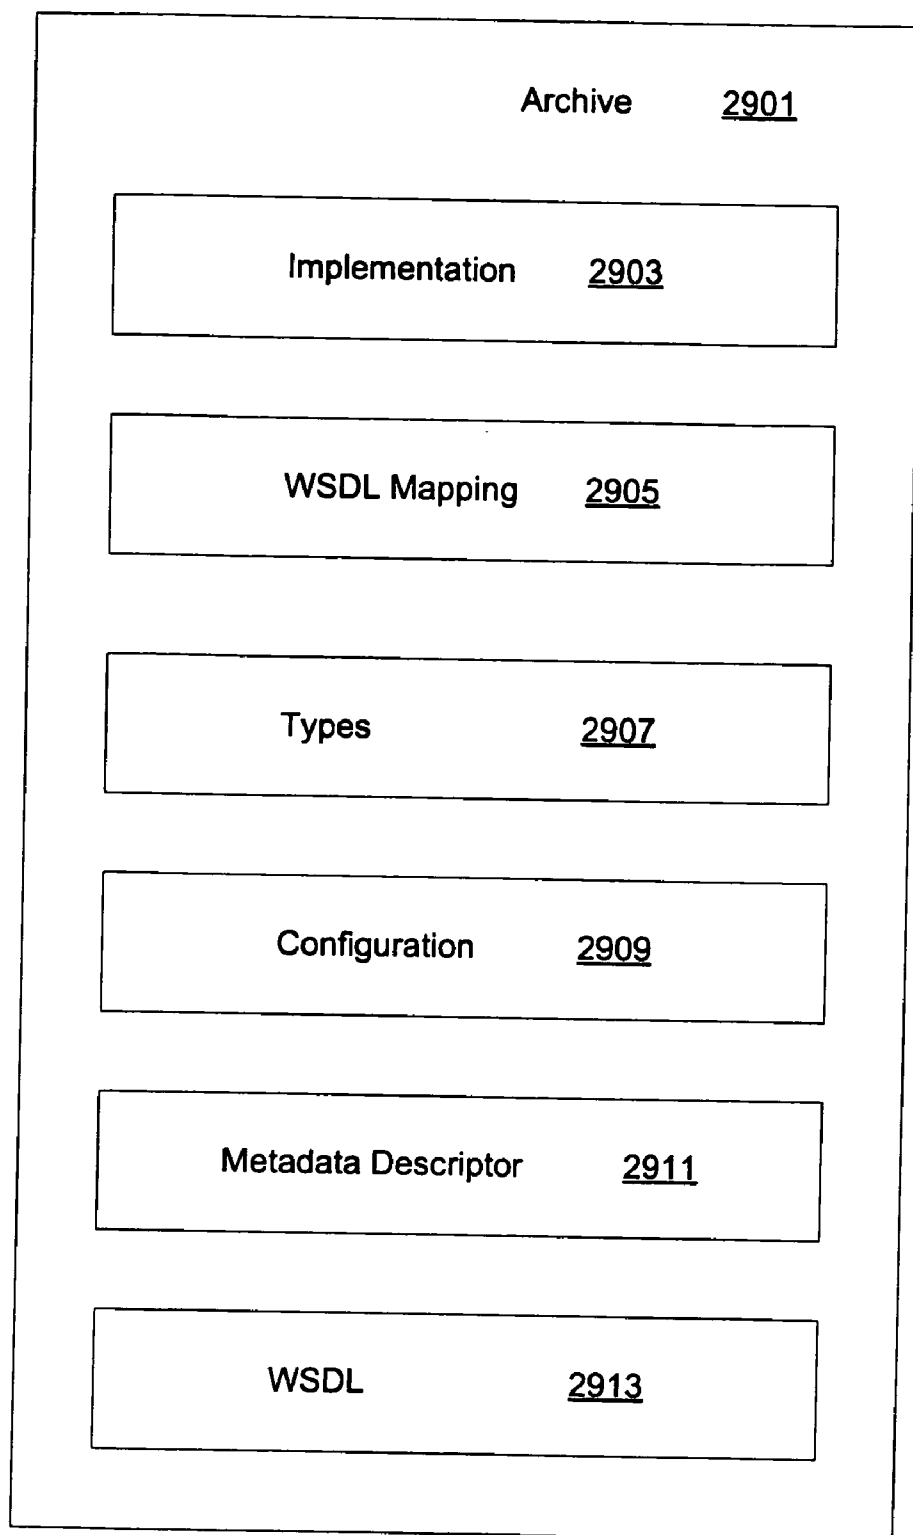 Archive 2901
Implementation 2903
WSDL Mapping 2905
Types 2907
Configuration 2909
Metadata Descriptor 2911
WSDL 2913